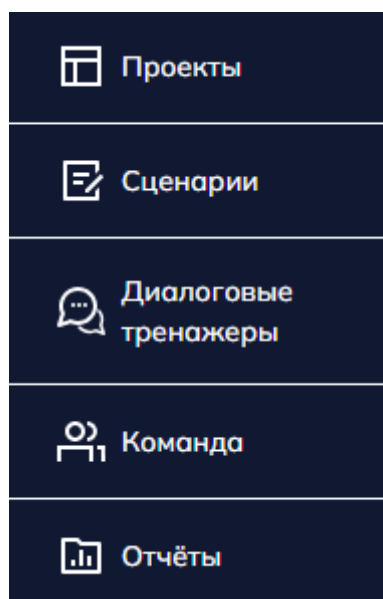 Проекты
Сценарии
Диалоговые
тренажеры
Команда
Отчёты